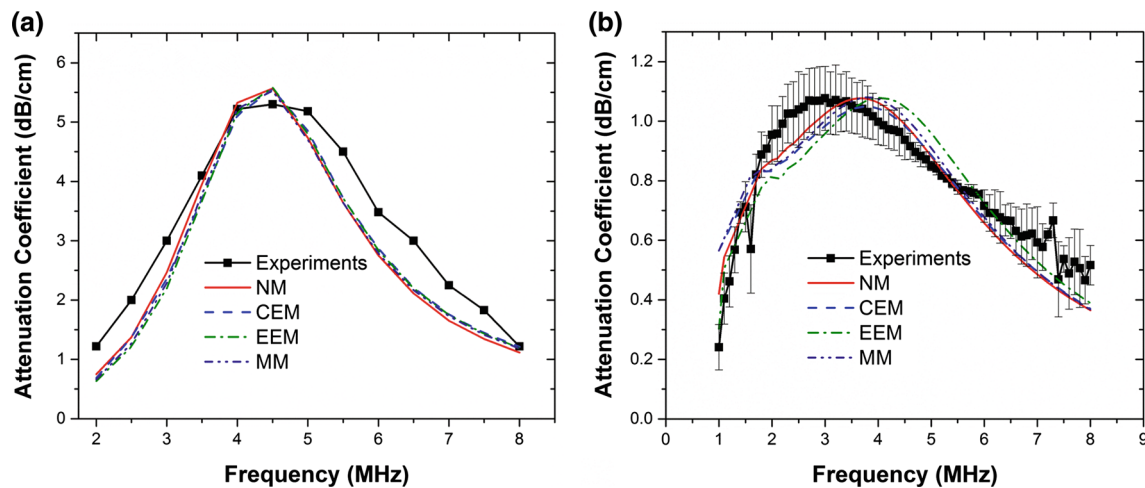 (a)
Attenuation Coefficient (dB/cm)
6
5
4
3
2
1
0
Experiments
NM
CEM
EEM
MM
2 3 4 5 6 7 8
Frequency (MHz)
(b)
Attenuation Coefficient (dB/cm)
1.2
1.0
0.8
0.6
0.4
0.2
0.0
Experiments
NM
CEM
EEM
MM
0 1 2 3 4 5 6 7 8 9
Frequency (MHz)